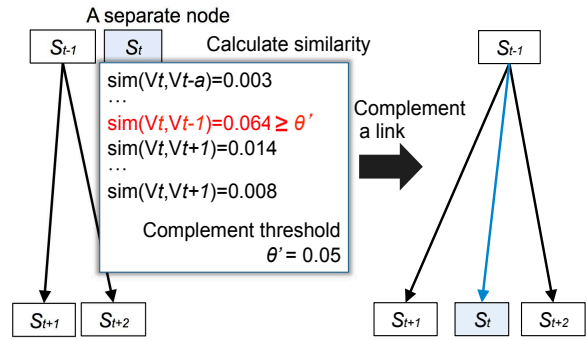 A separate node
St-1
St
Calculate similarity
sim(Vt,Vt-a)=0.003
…
sim(Vt,Vt-1)=0.064 ≥ θ’
sim(Vt,Vt+1)=0.014
…
sim(Vt,Vt+1)=0.008
Complement threshold
θ’ = 0.05
St+1
St+2
Complement
a link
St-1
St+1
St
St+2